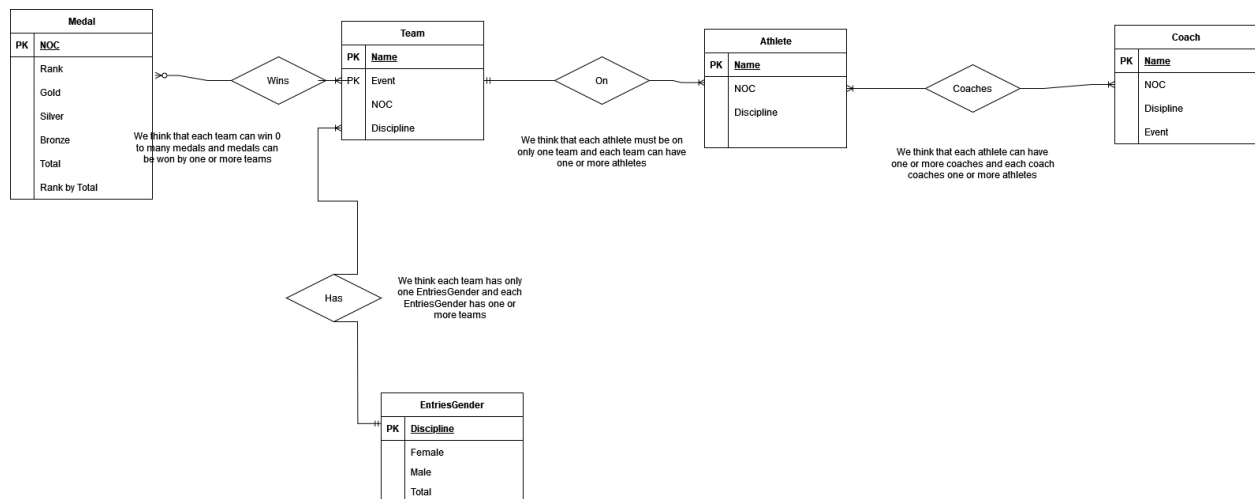 Medal
PK NOC
Rank
Gold
Silver
Bronze
Total
Rank by Total
Wins
We think that each team can win 0
to many medals and medals can
be won by one or more teams
Team
PK Name
PK Event
NOC
Discipline
On
We think that each athlete must be on
only one team and each team can have
one or more athletes
Athlete
PK Name
NOC
Discipline
Coaches
We think that each athlete can have
one or more coaches and each coach
coaches one or more athletes
Coach
PK Name
NOC
Disipline
Event
Has
We think each team has only
one EntriesGender and each
EntriesGender has one or
more teams
EntriesGender
PK Discipline
Female
Male
Total